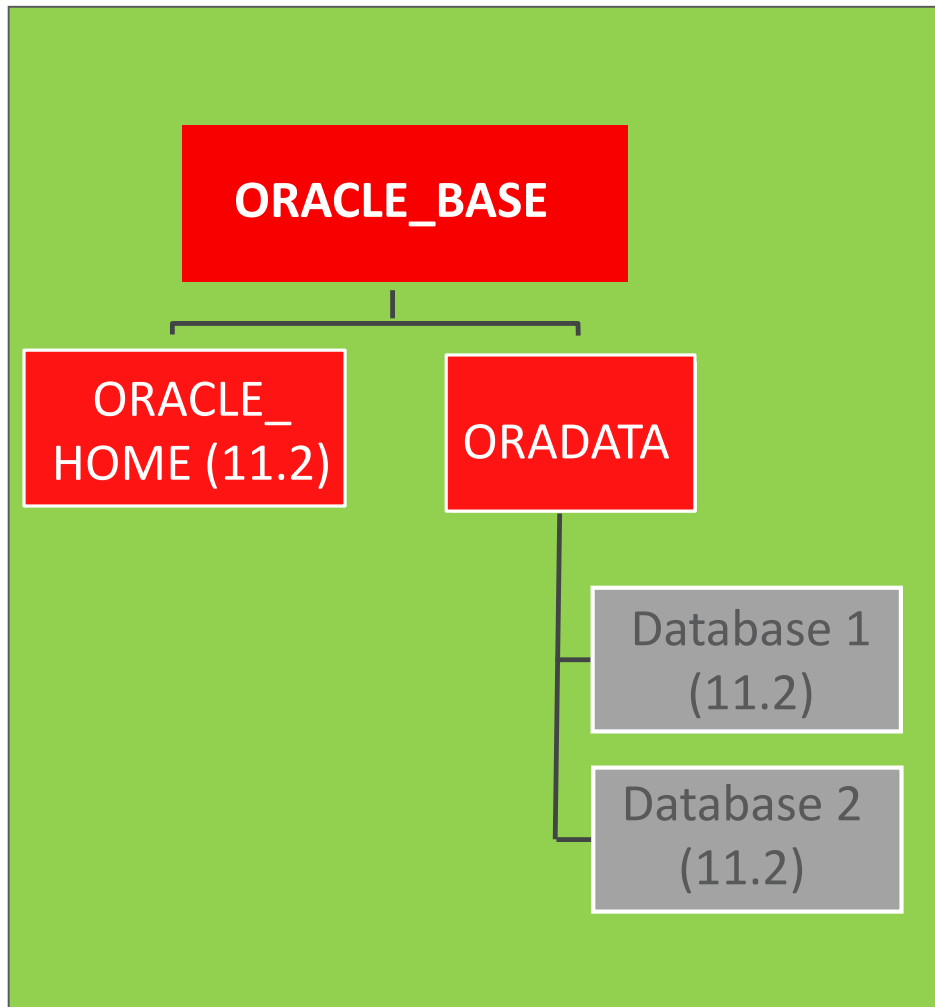 ORACLE_BASE
ORACLE_
HOME (11.2)
ORADATA
Database 1
(11.2)
Database 2
(11.2)